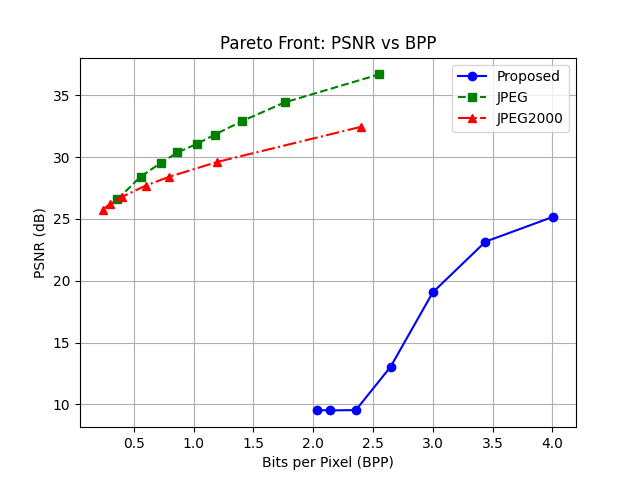 Pareto Front: PSNR vs BPP
Proposed
JPEG
JPEG2000
PSNR (dB)
35
30
25
20
15
10
0.5 1.0 1.5 2.0 2.5 3.0 3.5 4.0
Bits per Pixel (BPP)